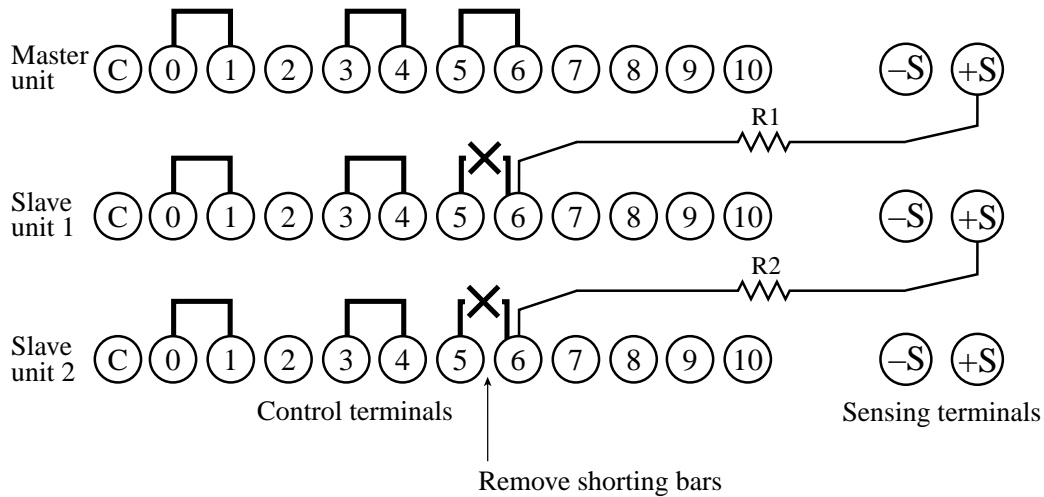 Master unit C 0 1 2 3 4 5 6 7 8 9 10 –S +S
R1
Slave unit 1 C 0 1 2 3 4 5 6 7 8 9 10 –S +S
R2
Slave unit 2 C 0 1 2 3 4 5 6 7 8 9 10 –S +S
Control terminals
Sensing terminals
Remove shorting bars